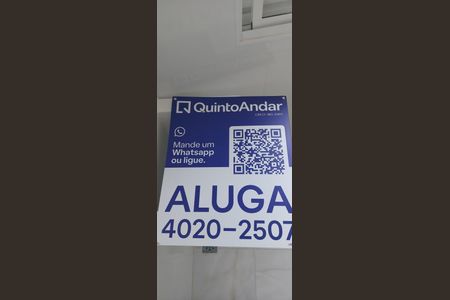 QuintoAndar
Mande um
Whatsapp
ou ligue.
ALUGA
4020-2507